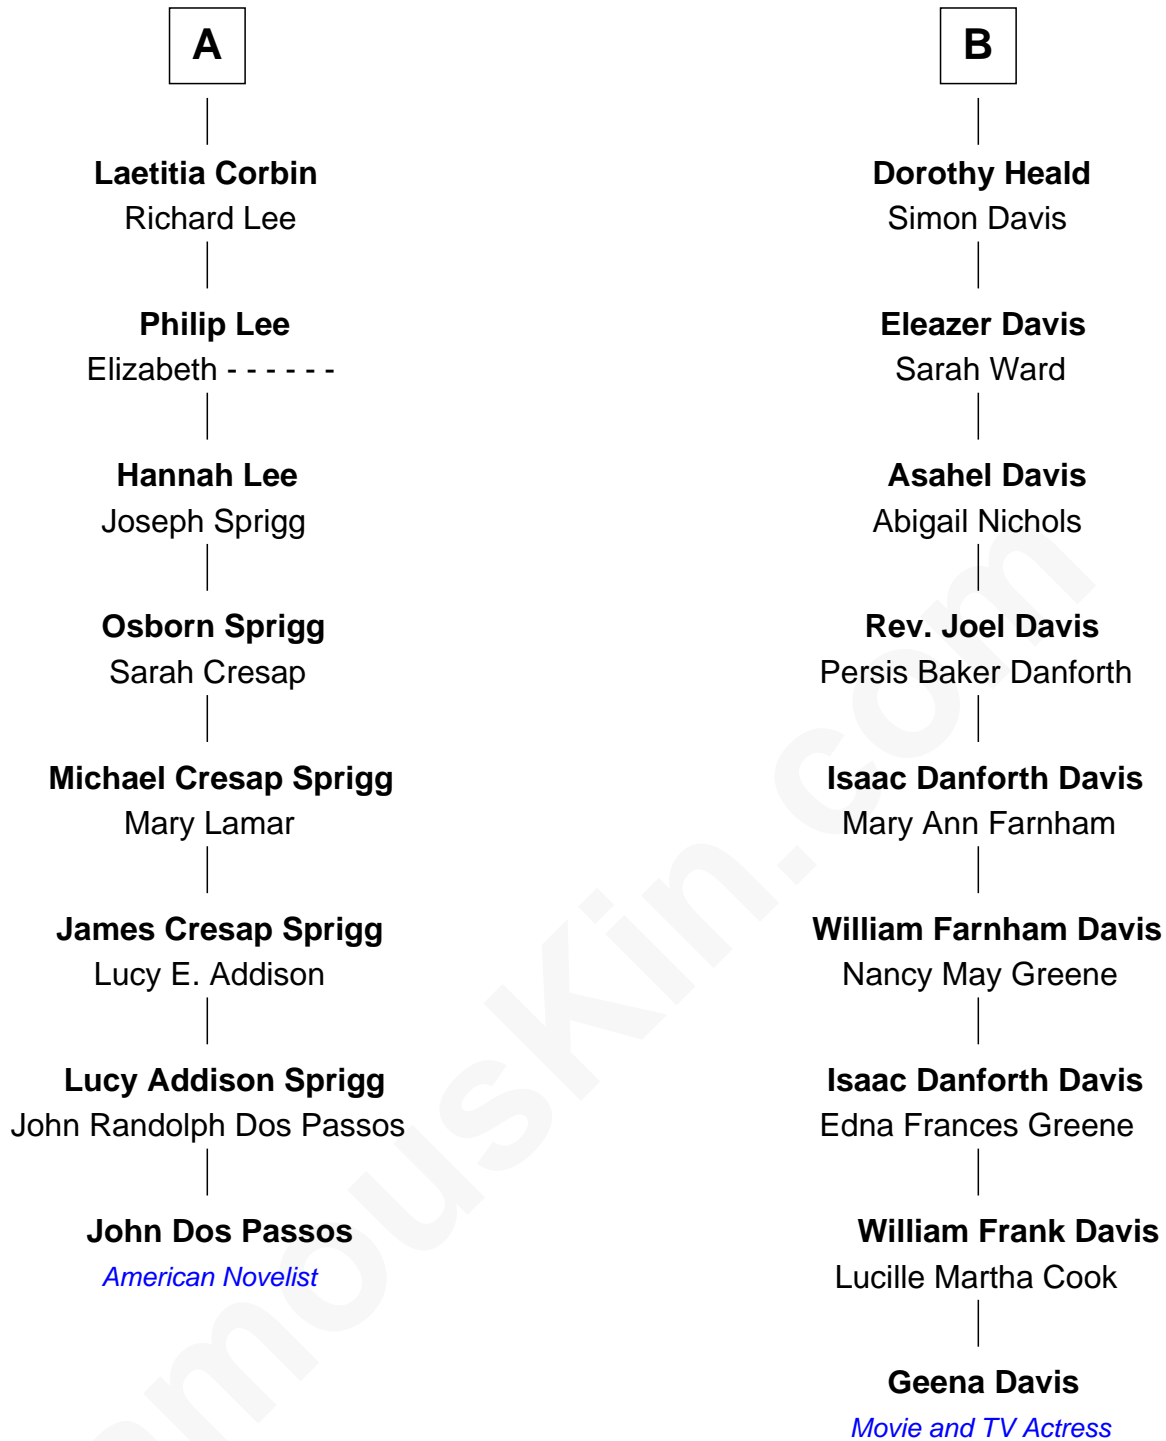 A
Laetitia Corbin
Richard Lee
Philip Lee
Elizabeth - - - - - -
Hannah Lee
Joseph Sprigg
Osborn Sprigg
Sarah Cresap
Michael Cresap Sprigg
Mary Lamar
James Cresap Sprigg
Lucy E. Addison
Lucy Addison Sprigg
John Randolph Dos Passos
John Dos Passos
American Novelist
B
Dorothy Heald
Simon Davis
Eleazer Davis
Sarah Ward
Asahel Davis
Abigail Nichols
Rev. Joel Davis
Persis Baker Danforth
Isaac Danforth Davis
Mary Ann Farnham
William Farnham Davis
Nancy May Greene
Isaac Danforth Davis
Edna Frances Greene
William Frank Davis
Lucille Martha Cook
Geena Davis
Movie and TV Actress
amousKin.com